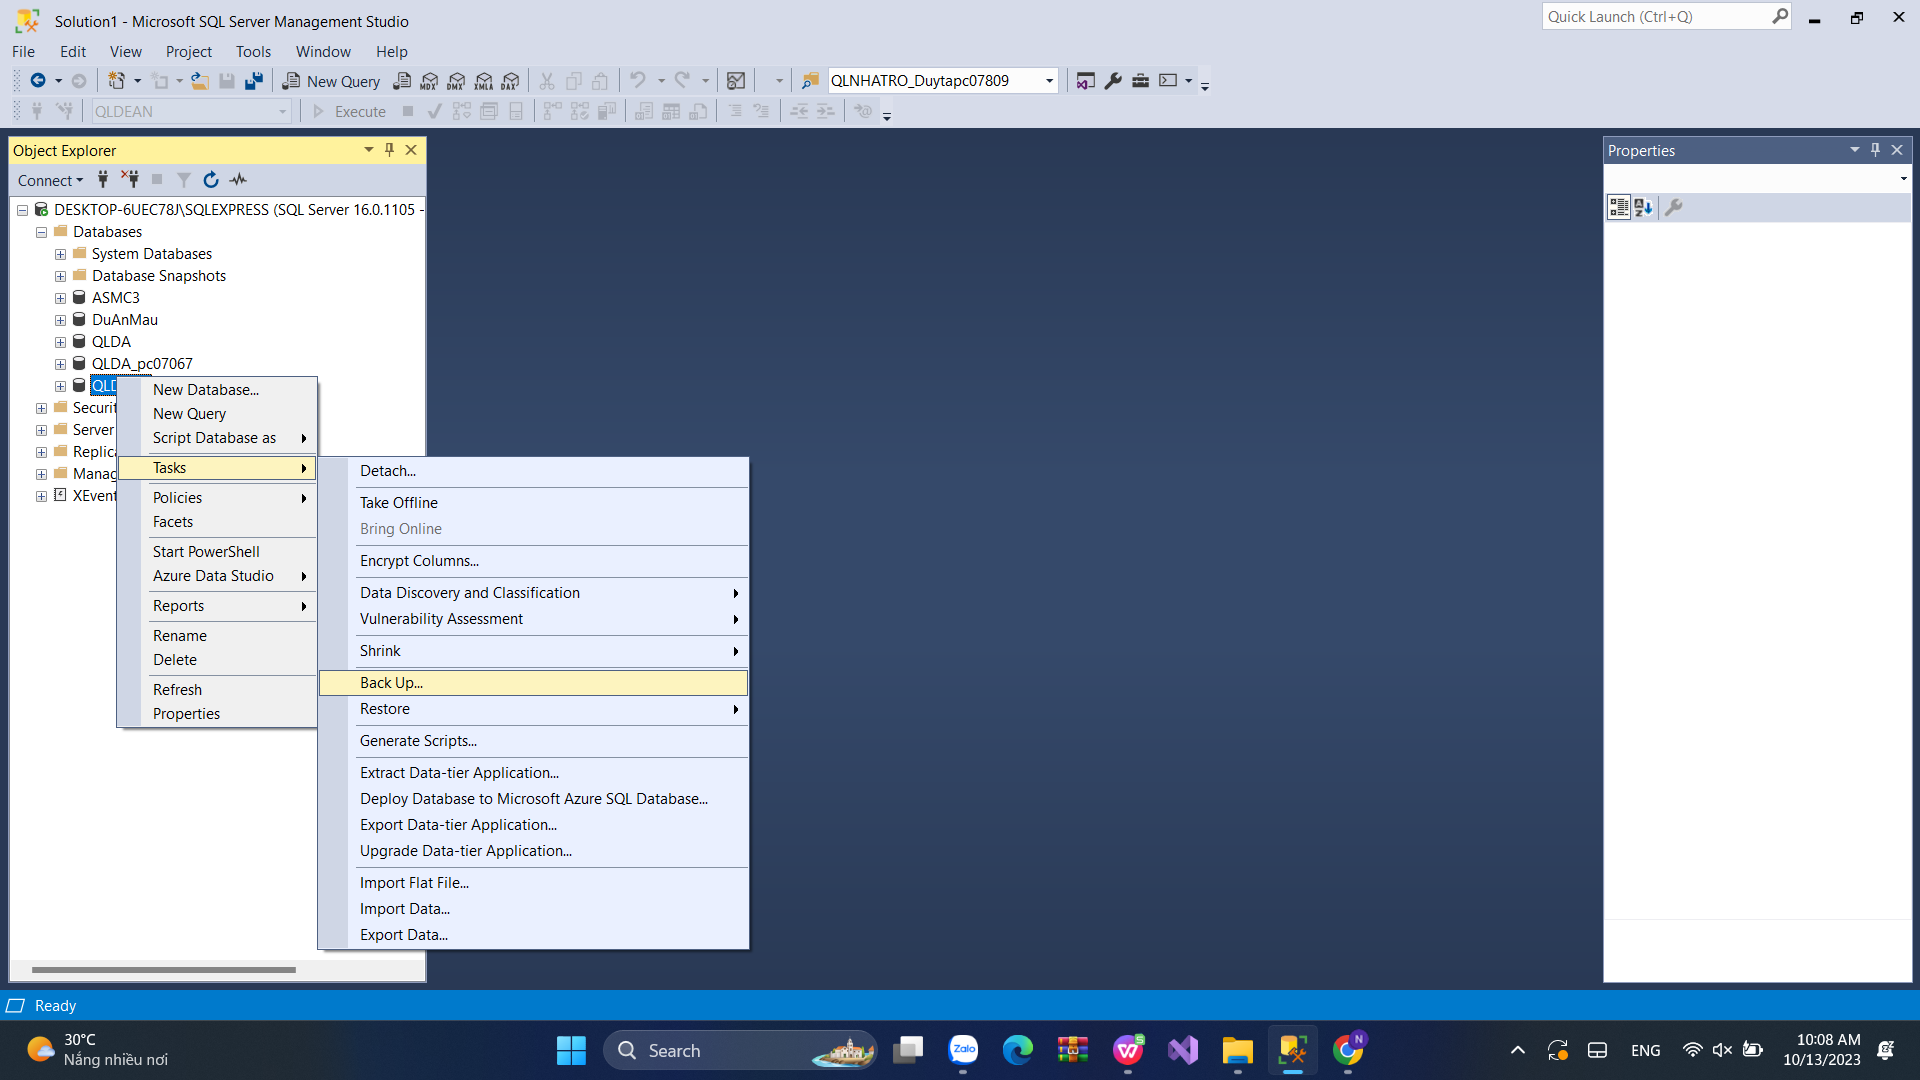 Solution1 - Microsoft SQL Server Management Studio
Quick Launch (Ctrl+Q)
File Edit View Project Tools Window Help
New Query
MDX DMX XMLA DAX
QLNHATRO_Duytapc07809
QLDEAN
Execute
Object Explorer
Connect
DESKTOP-6UEC78J\SQLEXPRESS (SQL Server 16.0.1105 -
Databases
System Databases
Database Snapshots
ASMC3
DuAnMau
QLDA
QLDA_pc07067
Server
XEvent
New Database...
New Query
Script Database as
Tasks
Policies
Facets
Start PowerShell
Azure Data Studio
Reports
Rename
Delete
Refresh
Properties
Detach...
Take Offline
Bring Online
Encrypt Columns...
Data Discovery and Classification
Vulnerability Assessment
Shrink
Back Up...
Restore
Generate Scripts...
Extract Data-tier Application...
Deploy Database to Microsoft Azure SQL Database...
Export Data-tier Application...
Upgrade Data-tier Application...
Import Flat File...
Import Data...
Export Data...
Properties
Ready
30°C
Nắng nhiều nơi
Search
Zalo
N
ENG
10:08 AM
10/13/2023